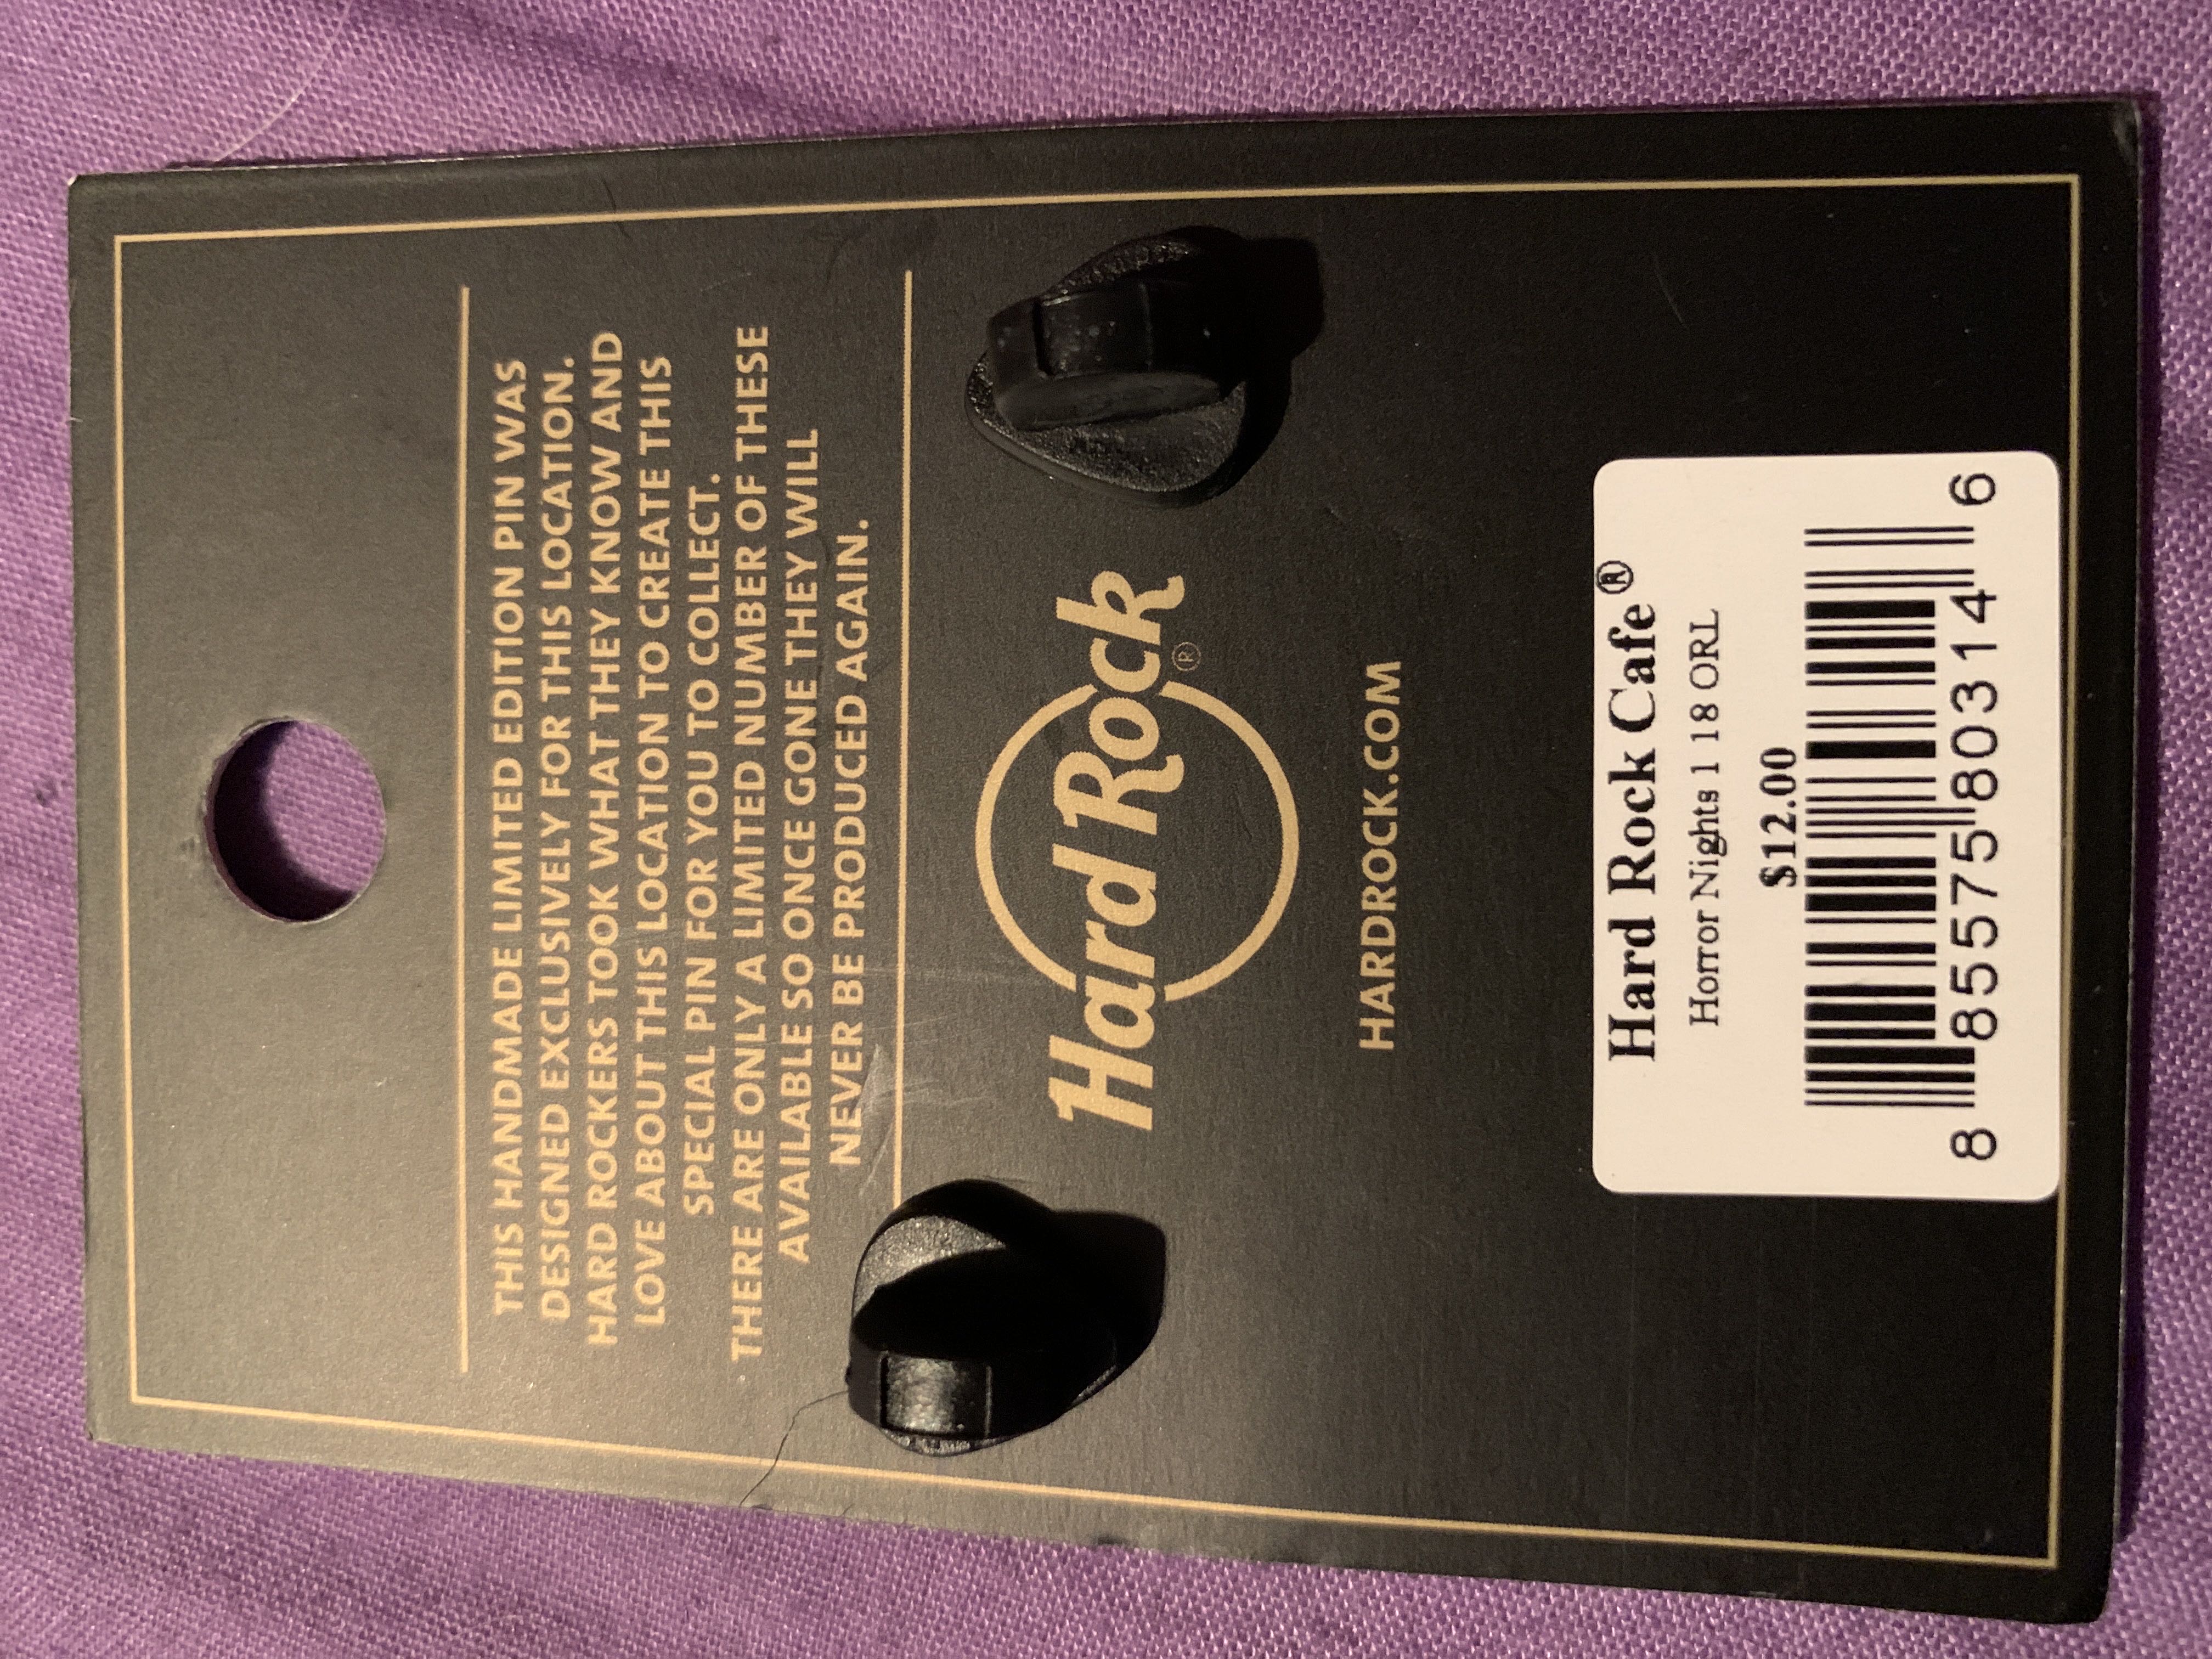 THIS HANDMADE LIMITED EDITION PIN WAS
DESIGNED EXCLUSIVELY FOR THIS LOCATION.
HARD ROCKERS TOOK WHAT THEY KNOW AND
LOVE ABOUT THIS LOCATION TO CREATE THIS
SPECIAL PIN FOR YOU TO COLLECT.
THERE ARE ONLY A LIMITED NUMBER OF THESE
AVAILABLE SO ONCE GONE THEY WILL
NEVER BE PRODUCED AGAIN.
Hard Rock®
HARDROCK.COM
Hard Rock Cafe®
Horror Nights 1 18 ORL
$12.00
8 85575 80314 6